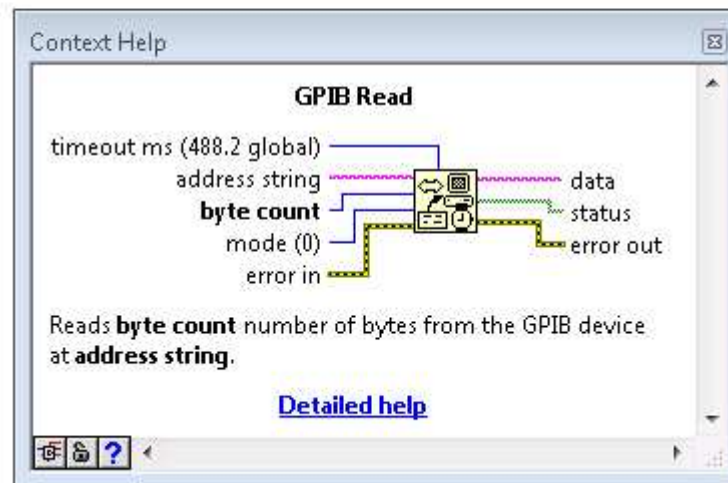 Context Help
GPIB Read
timeout ms (488.2 global)
address string
byte count
mode (0)
error in
data
status
error out
Reads byte count number of bytes from the GPIB device
at address string.
Detailed help
?